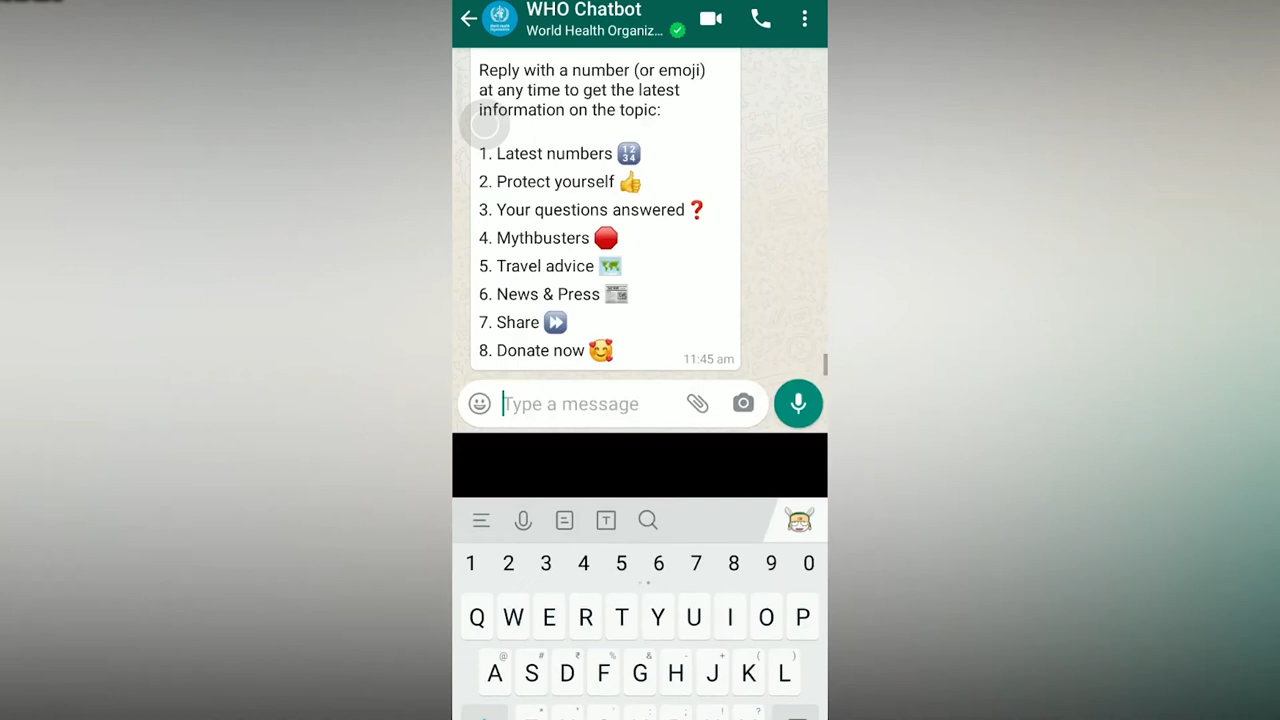 WHO Chatbot
World Health Organiz...
Reply with a number (or emoji)
at any time to get the latest
information on the topic:
1. Latest numbers
2. Protect yourself
3. Your questions answered ❓
4. Mythbusters
5. Travel advice
6. News & Press
7. Share
8. Donate now
11:45 am
Type a message
1 2 3 4 5 6 7 8 9 0
Q W E R T Y U I O P
@ # ₹ % & - + ( )
A S D F G H J K L